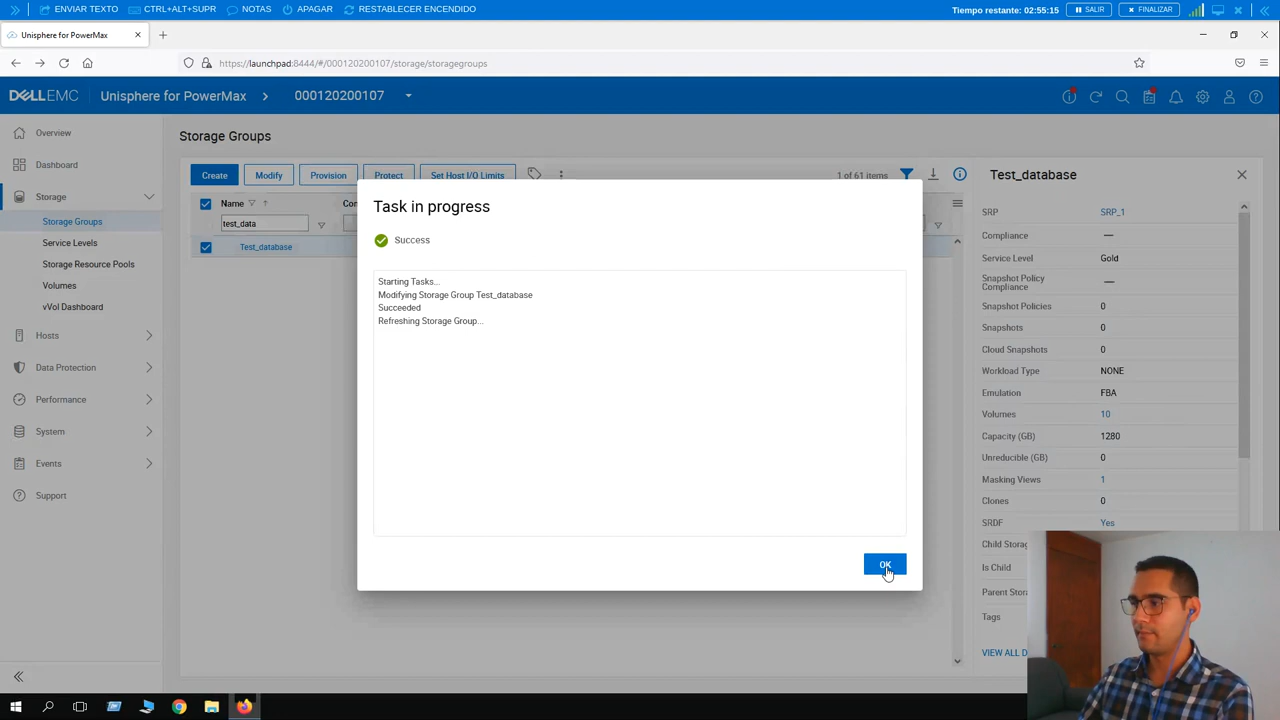 ENVIAR TEXTO CTRL+ALT+SUPR NOTAS APAGAR RESTABLECER ENCENDIDO Tiempo restante: 02:55:15 SALIR FINALIZAR
Unisphere for PowerMax
https://launchpad:8444/#/000120200107/storage/storagegroups
DELLEMC Unisphere for PowerMax 000120200107
Overview
Dashboard
Storage
Storage Groups
Service Levels
Storage Resource Pools
Volumes
vVol Dashboard
Hosts
Data Protection
Performance
System
Events
Support
Storage Groups
Create Modify Provision Protect Set Host I/O Limits 1 of 61 items
Name
test_data
Test_database
Task in progress
Success
Starting Tasks...
Modifying Storage Group Test_database
Succeeded
Refreshing Storage Group...
OK
Test_database
SRP SRP_1
Compliance —
Service Level Gold
Snapshot Policy
Compliance —
Snapshot Policies 0
Snapshots 0
Cloud Snapshots 0
Workload Type NONE
Emulation FBA
Volumes 10
Capacity (GB) 1280
Unreducible (GB) 0
Masking Views 1
Clones 0
SRDF Yes
Child
Is Child
Parent
Tags
VIEW ALL